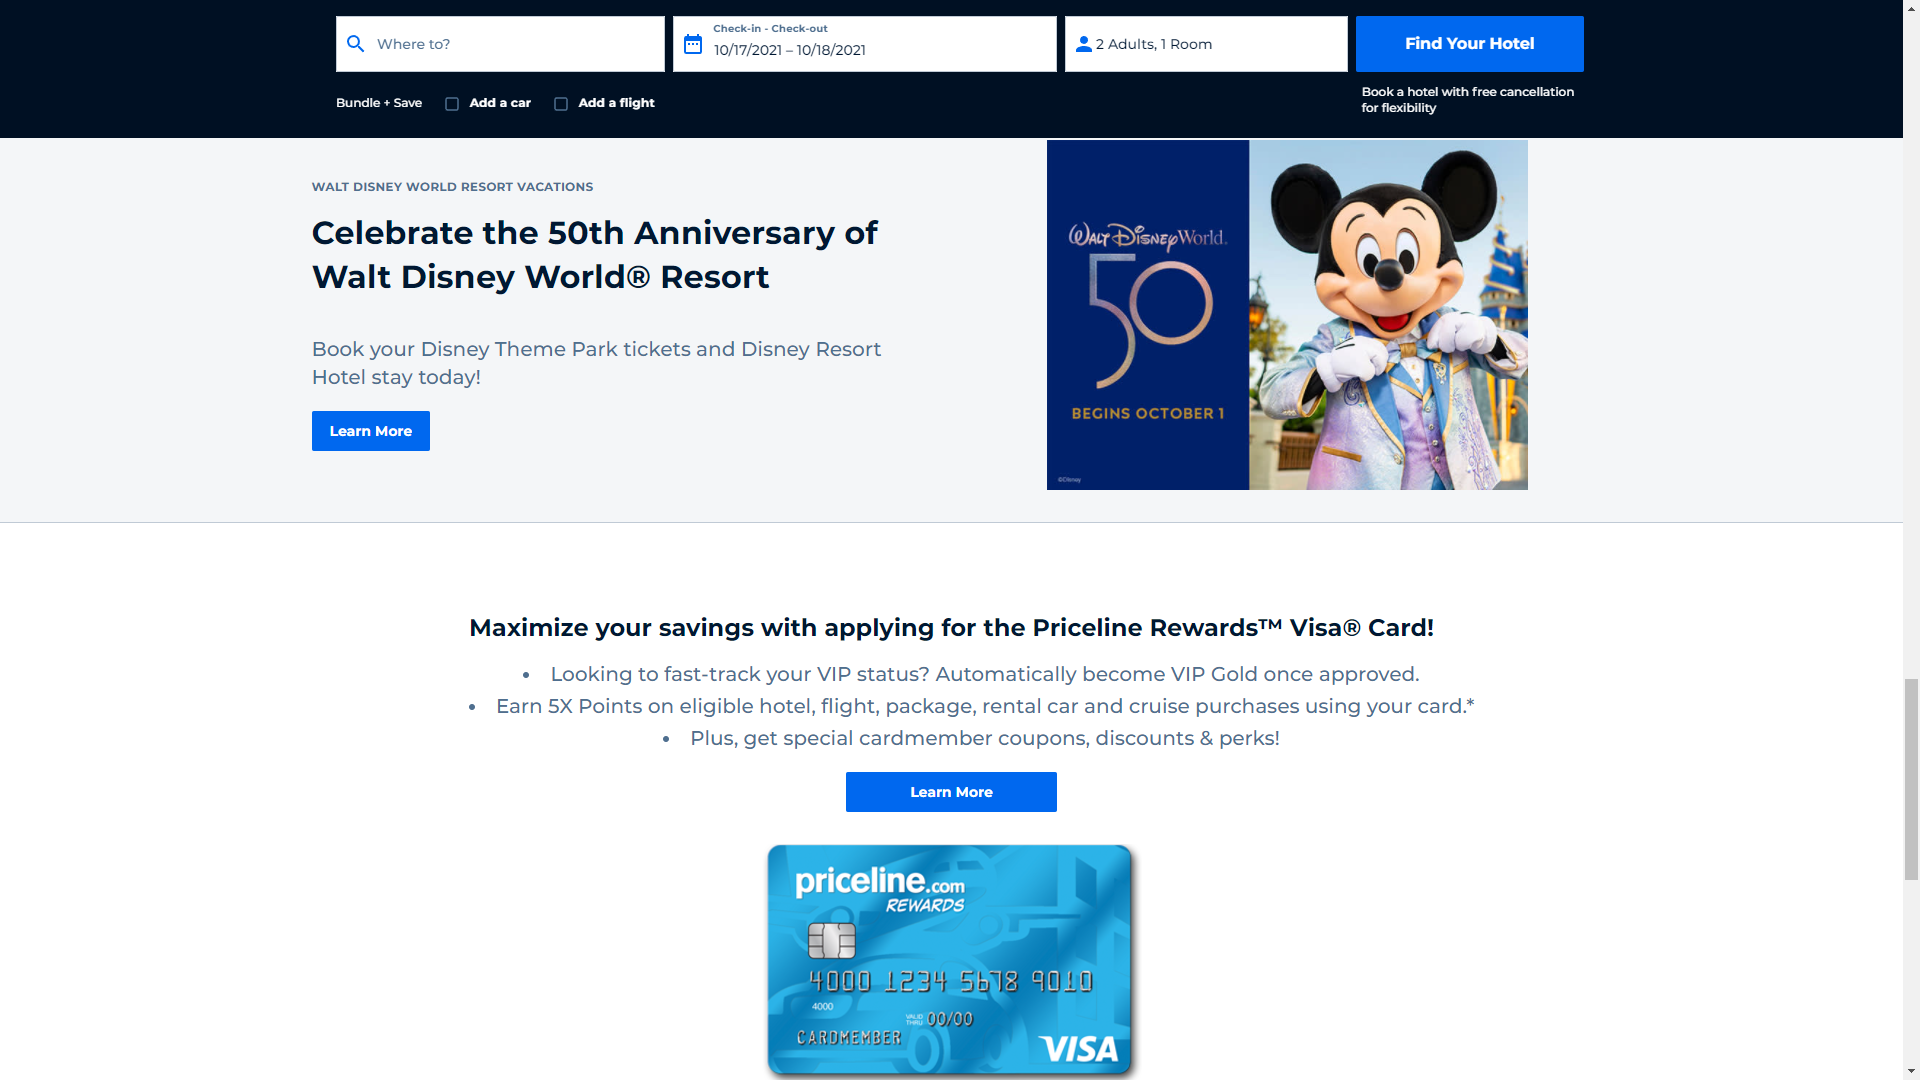 Where to?
Check-in - Check-out
10/17/2021 – 10/18/2021
2 Adults, 1 Room
Find Your Hotel
Bundle + Save
Add a car
Add a flight
Book a hotel with free cancellation
for flexibility
WALT DISNEY WORLD RESORT VACATIONS
Celebrate the 50th Anniversary of
Walt Disney World® Resort
Book your Disney Theme Park tickets and Disney Resort
Hotel stay today!
Learn More
WALT DISNEY World.
50
BEGINS OCTOBER 1
©Disney
Maximize your savings with applying for the Priceline Rewards™ Visa® Card!
• Looking to fast-track your VIP status? Automatically become VIP Gold once approved.
• Earn 5X Points on eligible hotel, flight, package, rental car and cruise purchases using your card.*
• Plus, get special cardmember coupons, discounts & perks!
Learn More
priceline.com
REWARDS
4000 1234 5678 9010
4000
VALID THRU 00/00
CARDMEMBER
VISA